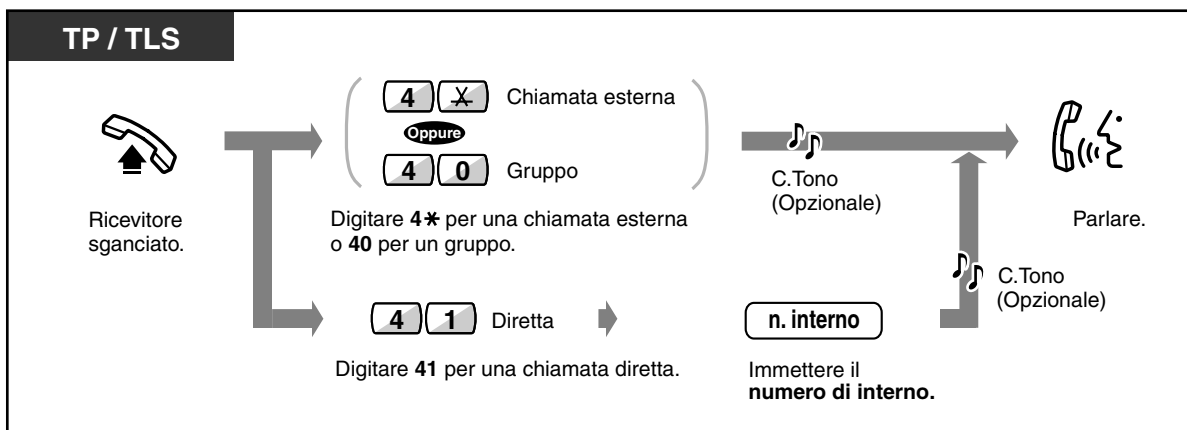 TP / TLS
4 ✱ Chiamata esterna
Oppure
4 0 Gruppo
Ricevitore
sganciato.
Digitare 4✱ per una chiamata esterna
o 40 per un gruppo.
C.Tono
(Opzionale)
Parlare.
C.Tono
(Opzionale)
4 1 Diretta
n. interno
Digitare 41 per una chiamata diretta.
Immettere il
numero di interno.